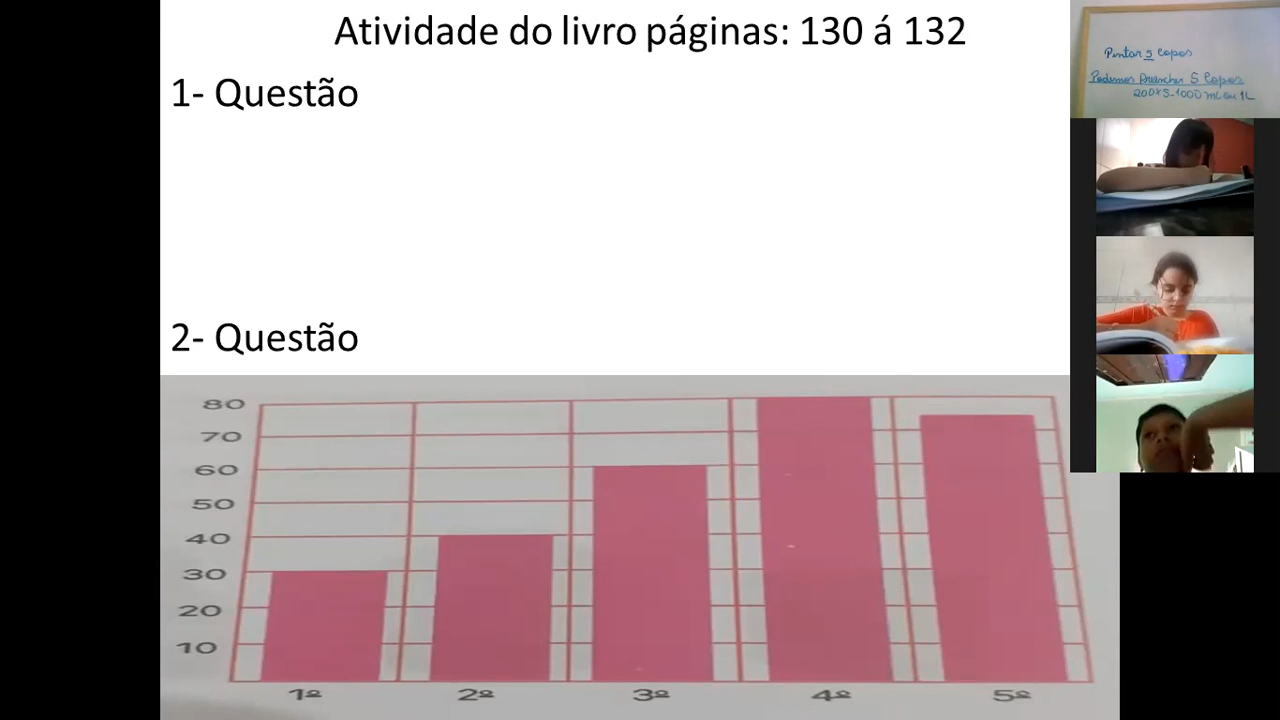 Atividade do livro páginas: 130 á 132
1- Questão
2- Questão
80
70
60
50
40
30
20
10
1º 2º 3º 4º 5º
Pintar 5 Copos
Podemos Preencher 5 Copos
200x5-1000 mL ou 1L